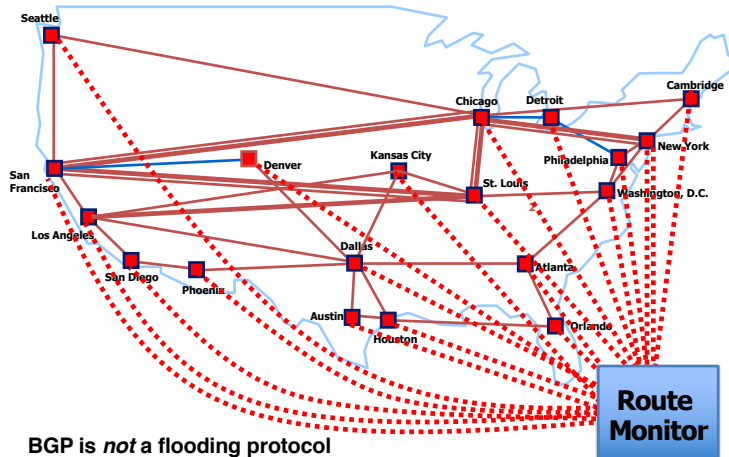 Seattle
Cambridge
Chicago
Detroit
New York
Philadelphia
Kansas City
Denver
San
Francisco
St. Louis
Washington, D.C.
Los Angeles
Dallas
Atlanta
San Diego
Phoenix
Austin
Houston
Orlando
Route
Monitor
BGP is not a flooding protocol